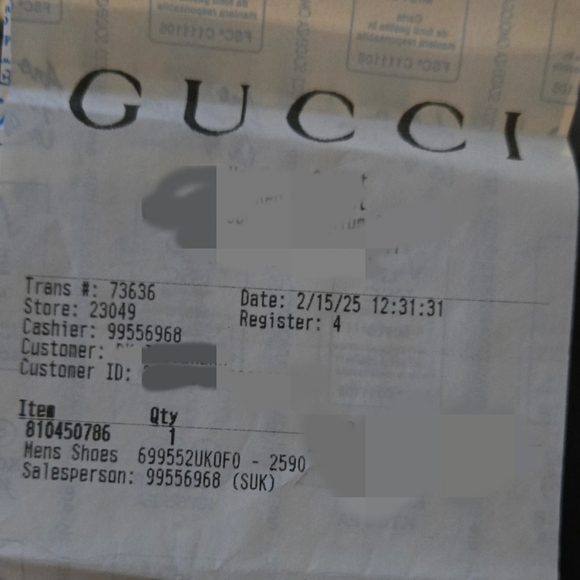 GUCCI
Trans #: 73636
Store: 23049
Cashier: 99556968
Customer:
Customer ID:
Date: 2/15/25 12:31:31
Register: 4
Item Qty
810450786 1
Mens Shoes 699552UK0F0 - 2590
Salesperson: 99556968 (SUK)